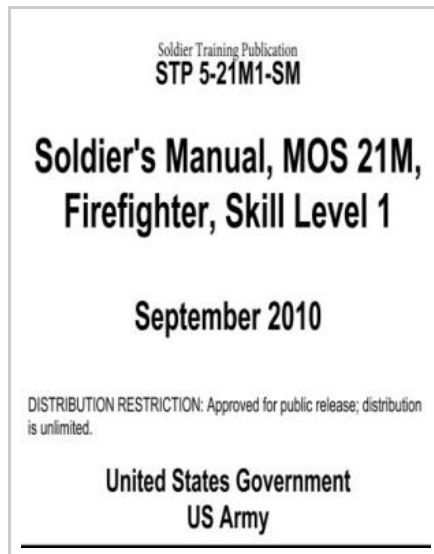 Soldier Training Publication
STP 5-21M1-SM
Soldier's Manual, MOS 21M,
Firefighter, Skill Level 1
September 2010
DISTRIBUTION RESTRICTION: Approved for public release; distribution
is unlimited.
United States Government
US Army